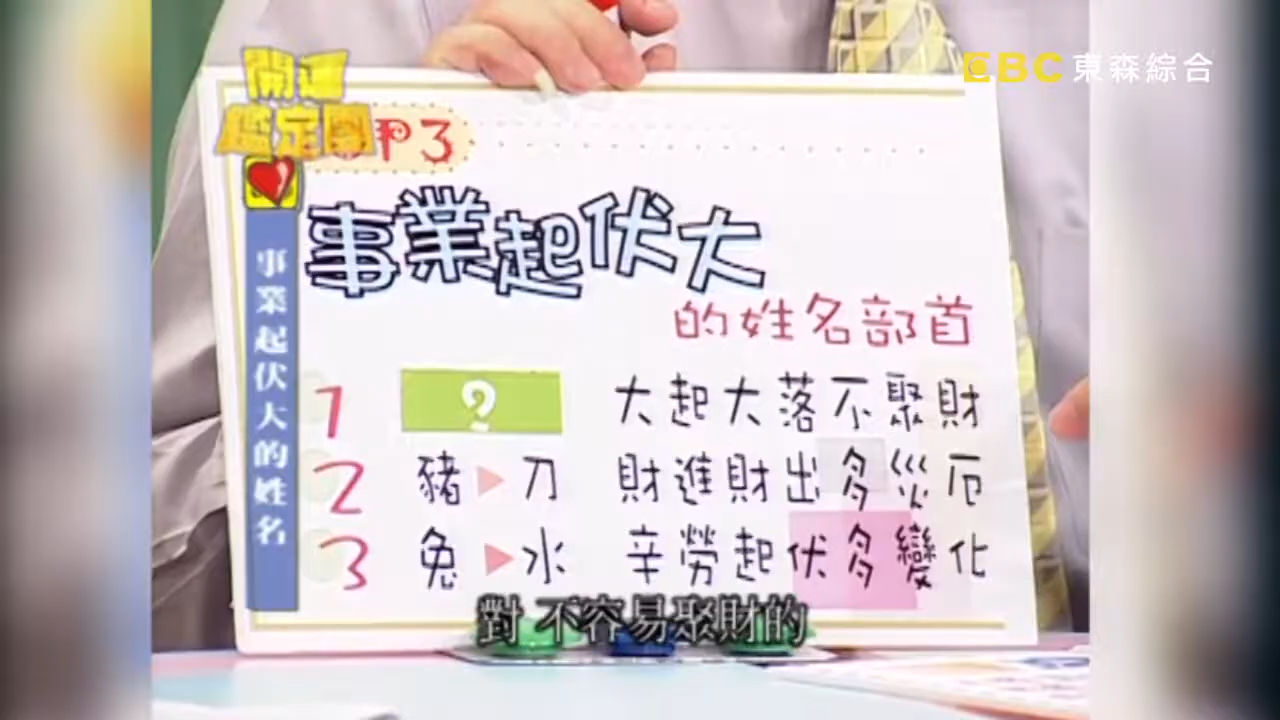 EBC 東森綜合
開運
鑑定團
TOP3
事業起伏大
的姓名部首
事業起伏大的姓名
1 ? 大起大落不聚財
2 豬▶刀 財進財出多災厄
3 兔▶水 辛勞起伏多變化
對 不容易聚財的